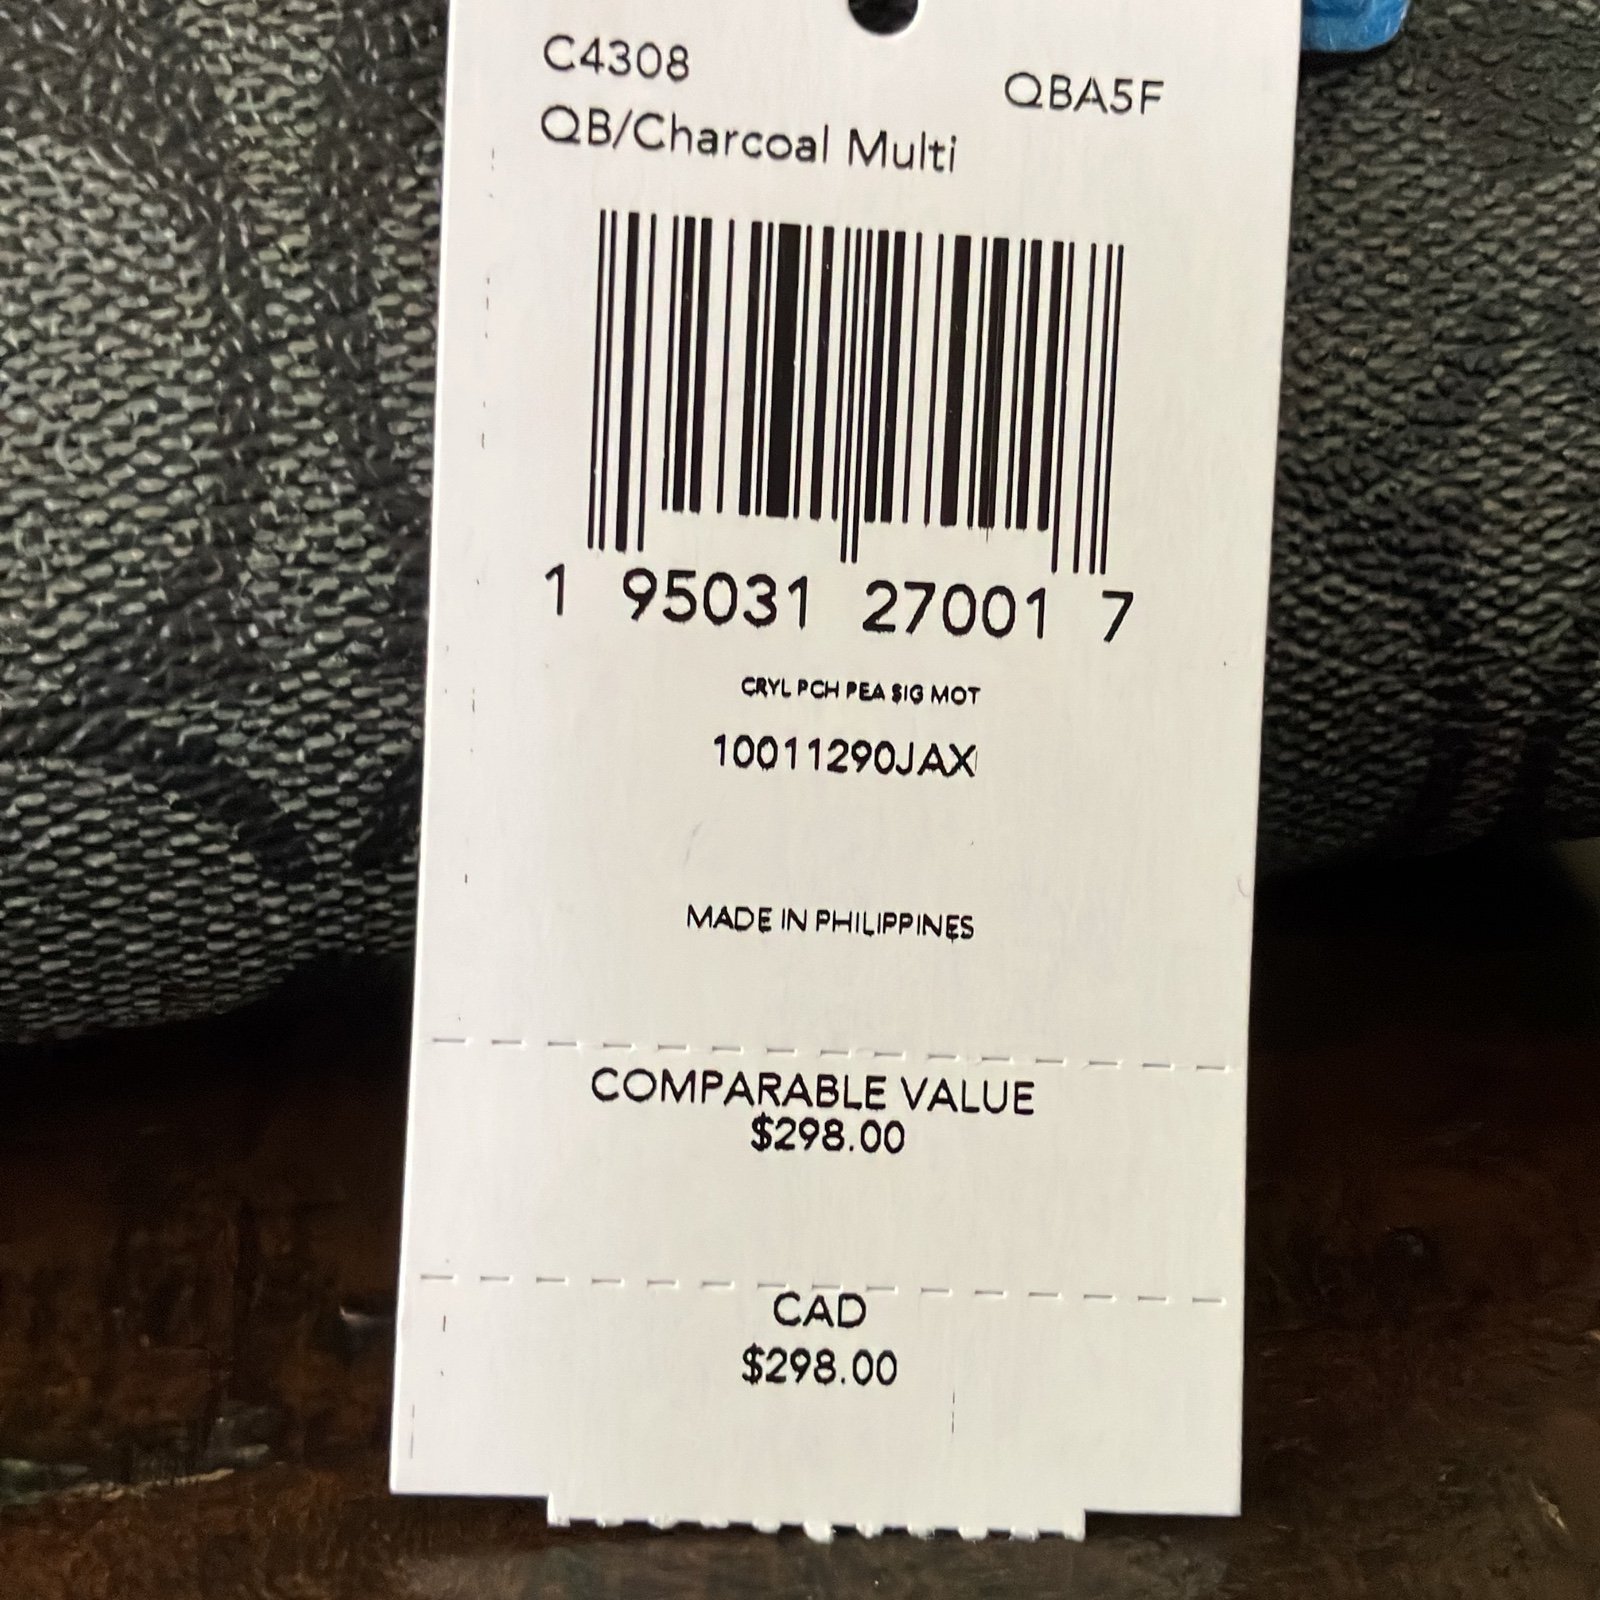 C4308
QBA5F
QB/Charcoal Multi
1 95031 27001 7
CRYL PCH PEA SIG MOT
10011290JAX
MADE IN PHILIPPINES
COMPARABLE VALUE
$298.00
CAD
$298.00